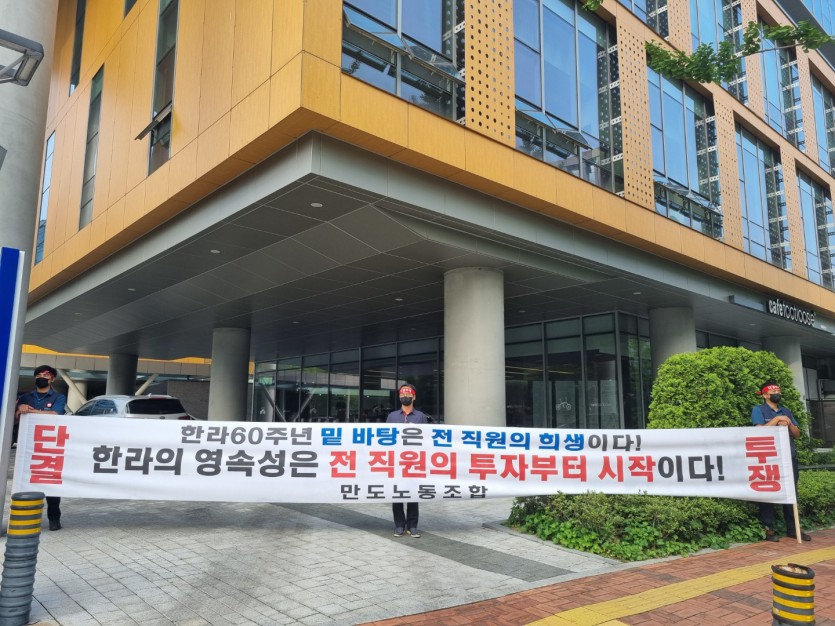 cafetoctoose
단결
한라60주년 밑 바탕은 전 직원의 희생이다!
한라의 영속성은 전 직원의 투자부터 시작이다!
만도노동조합
투쟁